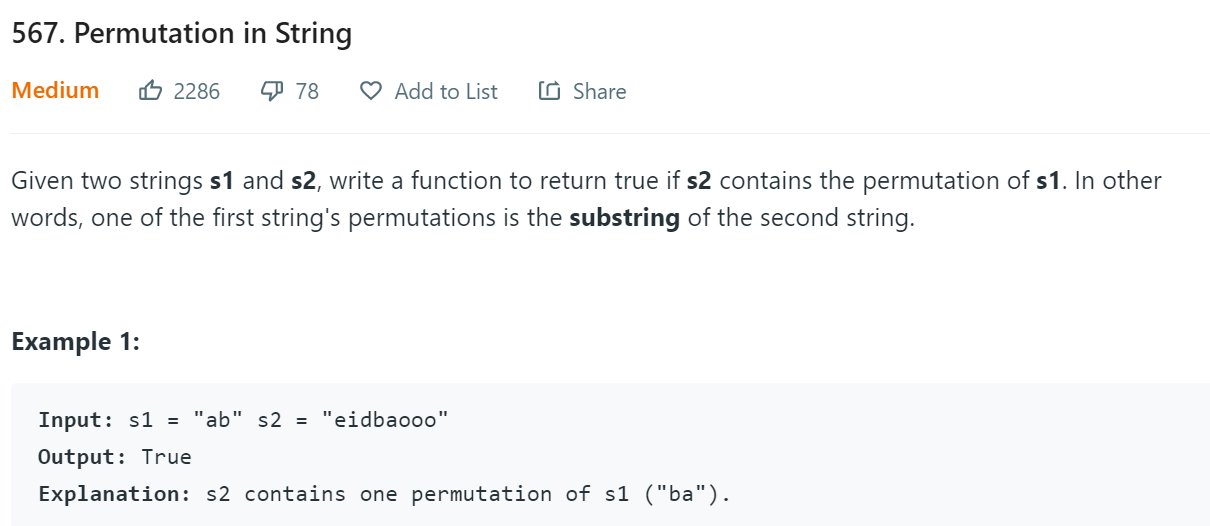 567. Permutation in String
Medium 2286 78 Add to List Share
Given two strings s1 and s2, write a function to return true if s2 contains the permutation of s1. In other
words, one of the first string's permutations is the substring of the second string.
Example 1:
Input: s1 = "ab" s2 = "eidbaooo"
Output: True
Explanation: s2 contains one permutation of s1 ("ba").